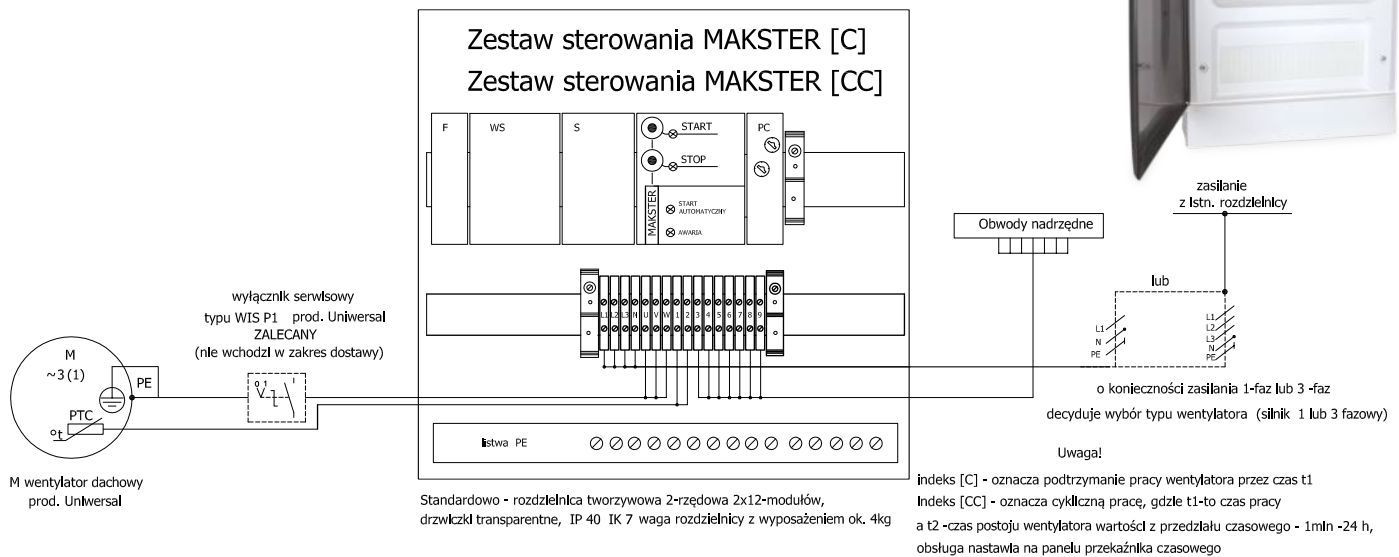 Zestaw sterowania MAKSTER [C]
Zestaw sterowania MAKSTER [CC]
F
WS
S
START
STOP
MAKSTER
START
AUTOMATYCZNY
AWARIA
PC
zasilanie
z istn. rozdzielnicy
Obwody nadrzędne
lub
L1
N
PE
L1
L2
L3
N
PE
wyłącznik serwisowy
typu WIS P1 prod. Uniwersal
ZALECANY
(nie wchodzi w zakres dostawy)
L1 L2 L3 N U V W 1 2 3 4 5 6 7 8 9
M
~3 (1)
PE
PTC
t
0 1
M wentylator dachowy
prod. Uniwersal
listwa PE
o konieczności zasilania 1-faz lub 3 -faz
decyduje wybór typu wentylatora (silnik 1 lub 3 fazowy)
Uwaga!
indeks [C] - oznacza podtrzymanie pracy wentylatora przez czas t1
indeks [CC] - oznacza cykliczną pracę, gdzie t1-to czas pracy
a t2 -czas postoju wentylatora wartości z przedziału czasowego - 1min -24 h,
obsługa nastawia na panelu przekaźnika czasowego
Standardowo - rozdzielnica tworzywowa 2-rzędowa 2x12-modułów,
drzwiczki transparentne, IP 40 IK 7 waga rozdzielnicy z wyposażeniem ok. 4kg